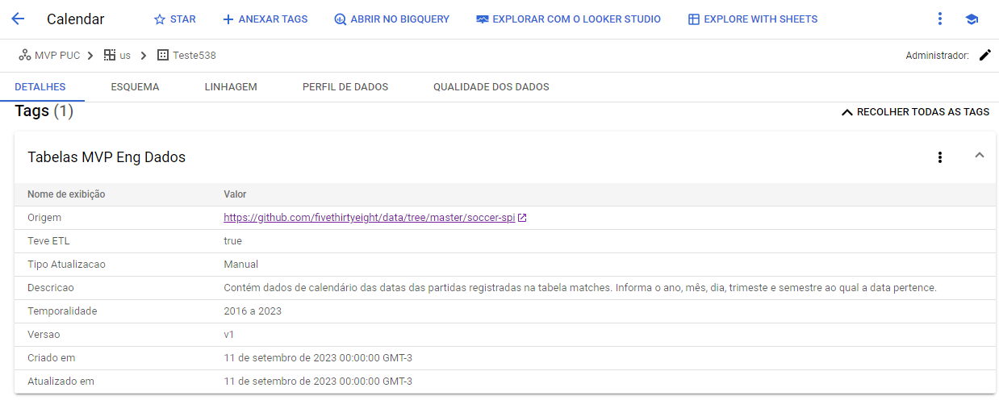 Calendar STAR ANEXAR TAGS ABRIR NO BIGQUERY EXPLORAR COM O LOOKER STUDIO EXPLORE WITH SHEETS
MVP PUC us Teste538 Administrador:
DETALHES ESQUEMA LINHAGEM PERFIL DE DADOS QUALIDADE DOS DADOS
Tags (1) RECOLHER TODAS AS TAGS
Tabelas MVP Eng Dados
Nome de exibição Valor
Origem https://github.com/fivethirtyeight/data/tree/master/soccer-spi
Teve ETL true
Tipo Atualizacao Manual
Descricao Contém dados de calendário das datas das partidas registradas na tabela matches. Informa o ano, mês, dia, trimeste e semestre ao qual a data pertence.
Temporalidade 2016 a 2023
Versao v1
Criado em 11 de setembro de 2023 00:00:00 GMT-3
Atualizado em 11 de setembro de 2023 00:00:00 GMT-3